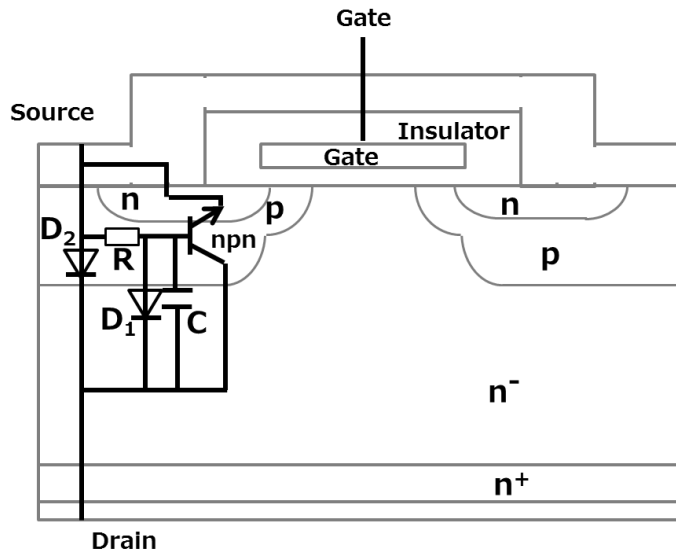 Gate
Source
Insulator
Gate
n
p
n
D₂
npn
R
p
D₁
C
n⁻
n⁺
Drain